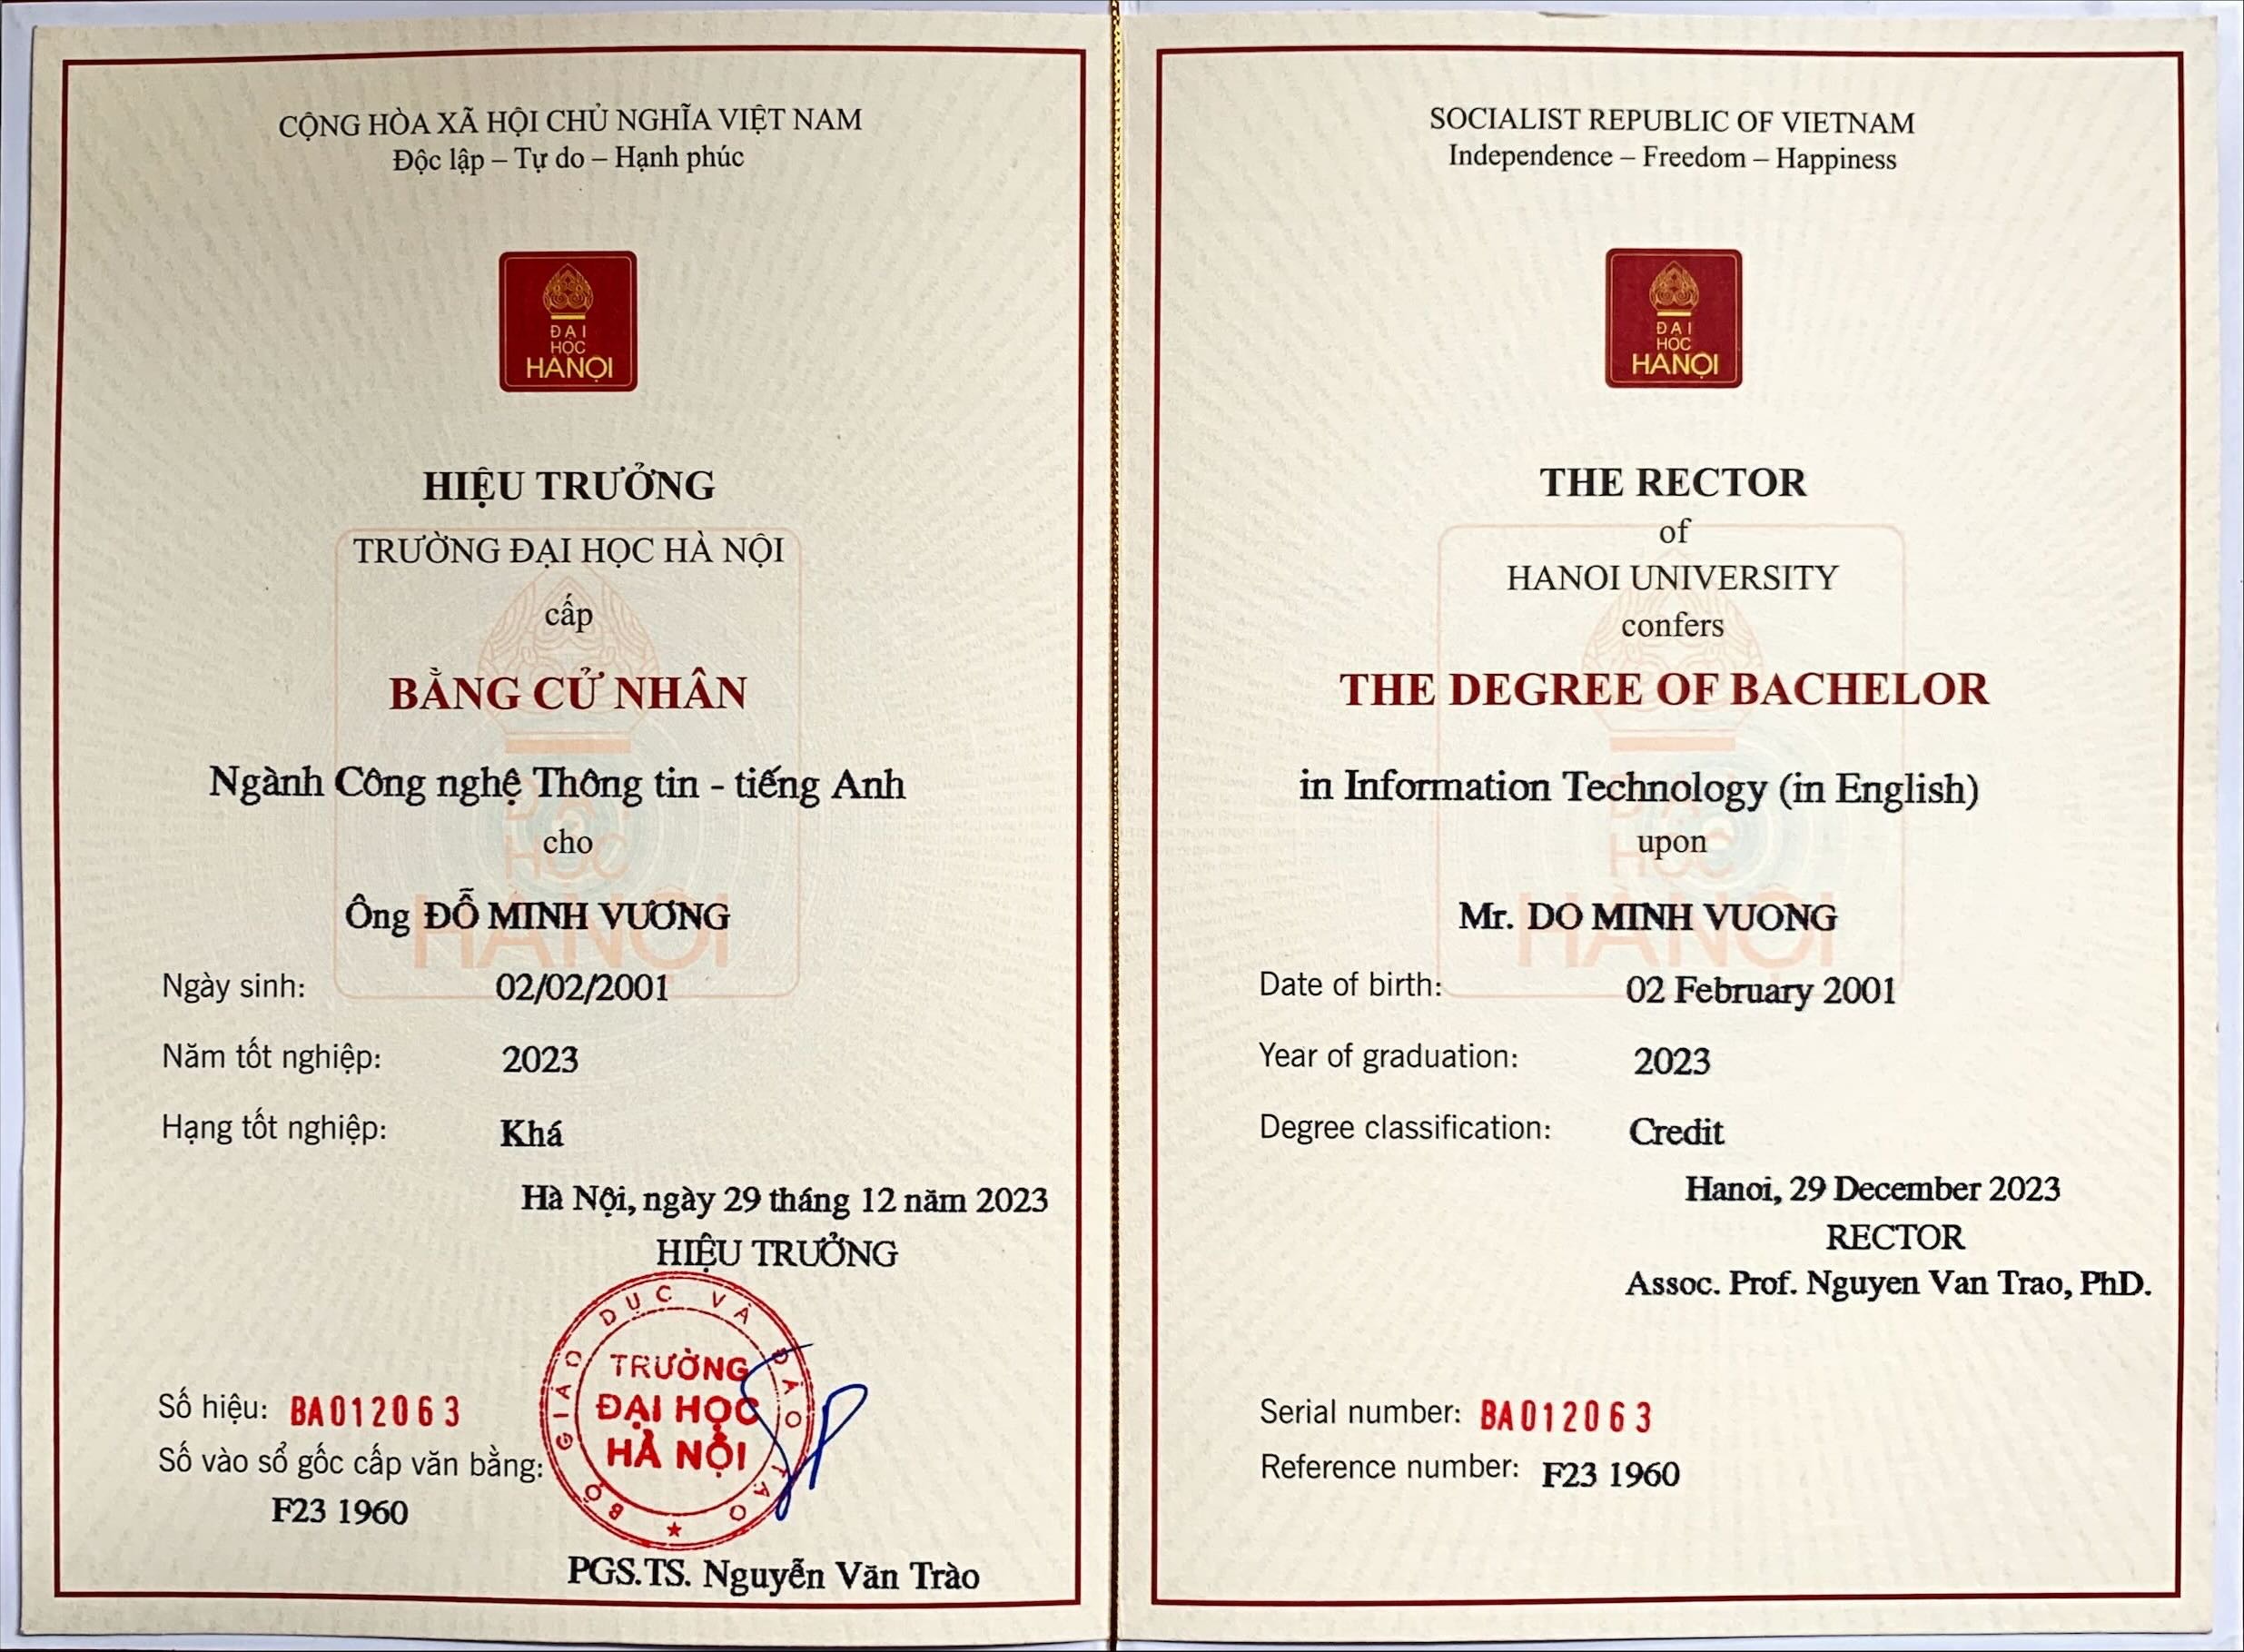 CỘNG HÒA XÃ HỘI CHỦ NGHĨA VIỆT NAM
Độc lập – Tự do – Hạnh phúc
ĐẠI
HỌC
HÀNỘI
HIỆU TRƯỞNG
TRƯỜNG ĐẠI HỌC HÀ NỘI
cấp
BẰNG CỬ NHÂN
Ngành Công nghệ Thông tin - tiếng Anh
cho
Ông ĐỖ MINH VƯƠNG
Ngày sinh: 02/02/2001
Năm tốt nghiệp: 2023
Hạng tốt nghiệp: Khá
Hà Nội, ngày 29 tháng 12 năm 2023
HIỆU TRƯỞNG
BỘ GIÁO DỤC VÀ ĐÀO TẠO
TRƯỜNG
ĐẠI HỌC
HÀ NỘI
Số hiệu: BA012063
Số vào sổ gốc cấp văn bằng:
F23 1960
PGS.TS. Nguyễn Văn Trào
SOCIALIST REPUBLIC OF VIETNAM
Independence – Freedom – Happiness
ĐẠI
HỌC
HÀNỘI
THE RECTOR
of
HANOI UNIVERSITY
confers
THE DEGREE OF BACHELOR
in Information Technology (in English)
upon
Mr. DO MINH VUONG
Date of birth: 02 February 2001
Year of graduation: 2023
Degree classification: Credit
Hanoi, 29 December 2023
RECTOR
Assoc. Prof. Nguyen Van Trao, PhD.
Serial number: BA012063
Reference number: F23 1960